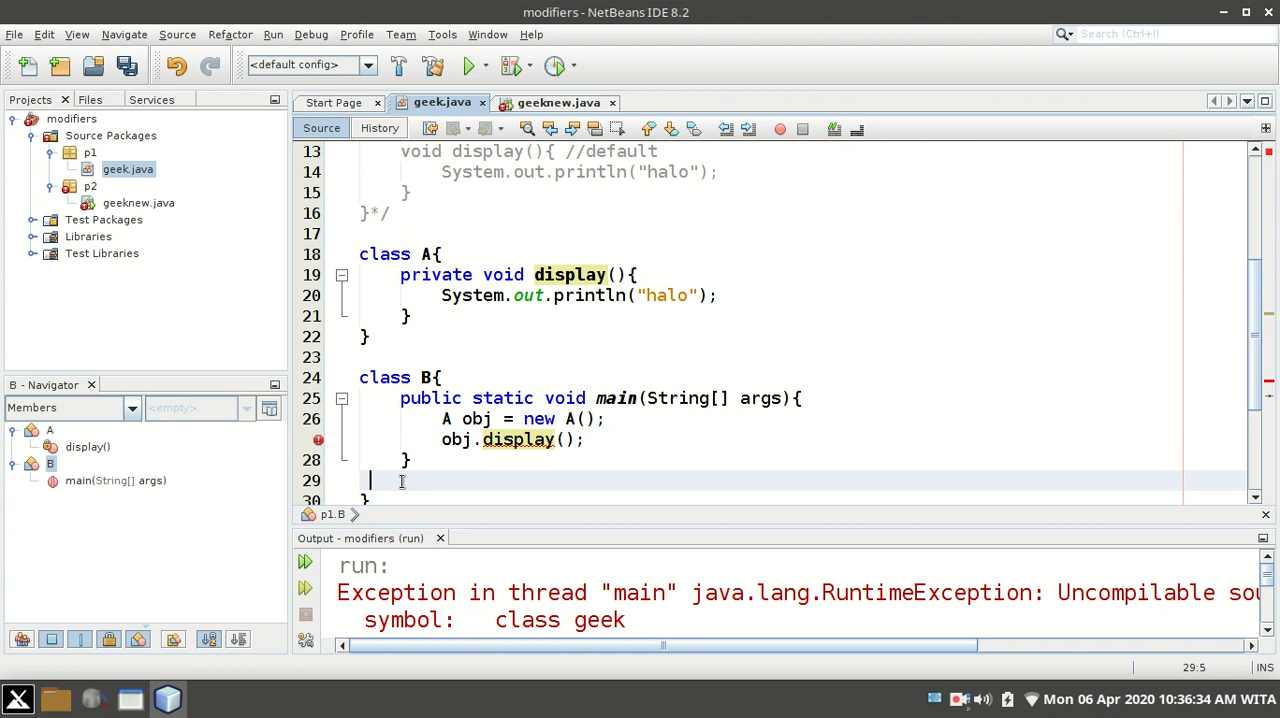 modifiers - NetBeans IDE 8.2
File Edit View Navigate Source Refactor Run Debug Profile Team Tools Window Help
Search (Ctrl+I)
<default config>
Projects Files Services
Start Page geek.java geeknew.java
modifiers
Source Packages
p1
geek.java
p2
geeknew.java
Test Packages
Libraries
Test Libraries
Source History
13 void display(){ //default
14 System.out.println("halo");
15 }
16 }*/
17
18 class A{
19 private void display(){
20 System.out.println("halo");
21 }
22 }
23
24 class B{
25 public static void main(String[] args){
26 A obj = new A();
obj.display();
28 }
29
30 }
p1.B
B - Navigator
Members <empty>
A
display()
B
main(String[] args)
Output - modifiers (run)
run:
Exception in thread "main" java.lang.RuntimeException: Uncompilable sou
symbol: class geek
29:5 INS
Mon 06 Apr 2020 10:36:34 AM WITA